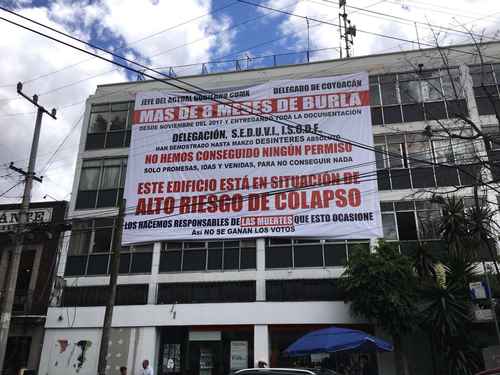 JEFE DEL ACTUAL GOBIERNO CDMX DELEGADO DE COYOACÁN
MAS DE 8 MESES DE BURLA
DESDE NOVIEMBRE DEL 2017 Y ENTREGANDO TODA LA DOCUMENTACIÓN
DELEGACIÓN, S.E.D.U.V.I., I.S.C.D.F.
HAN DEMOSTRADO HASTA MARZO DESINTERES ABSOLUTO
NO HEMOS CONSEGUIDO NINGÚN PERMISO
SOLO PROMESAS, IDAS Y VENIDAS, PARA NO CONSEGUIR NADA
ESTE EDIFICIO ESTÁ EN SITUACIÓN DE
ALTO RIESGO DE COLAPSO
LOS HACEMOS RESPONSABLES DE LAS MUERTES QUE ESTO OCASIONE
Así NO SE GANAN LOS VOTOS